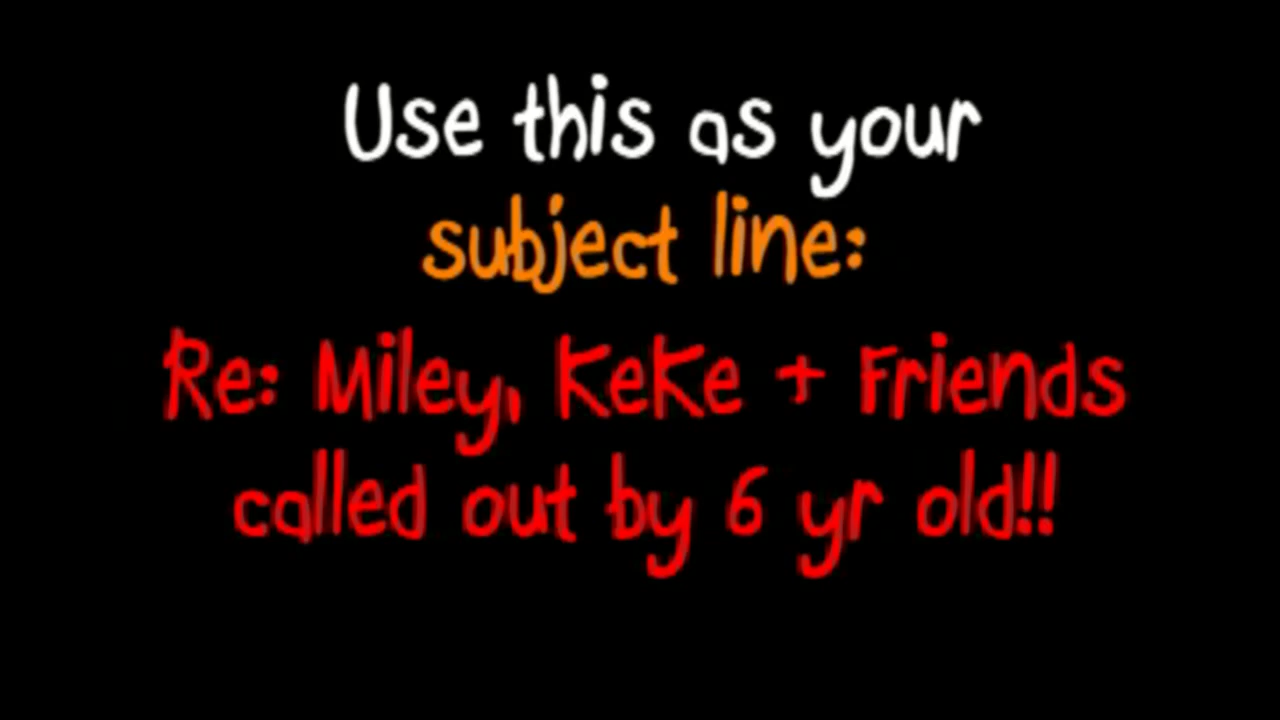 Use this as your
subject line:
Re: Miley, KeKe + Friends
called out by 6 yr old!!